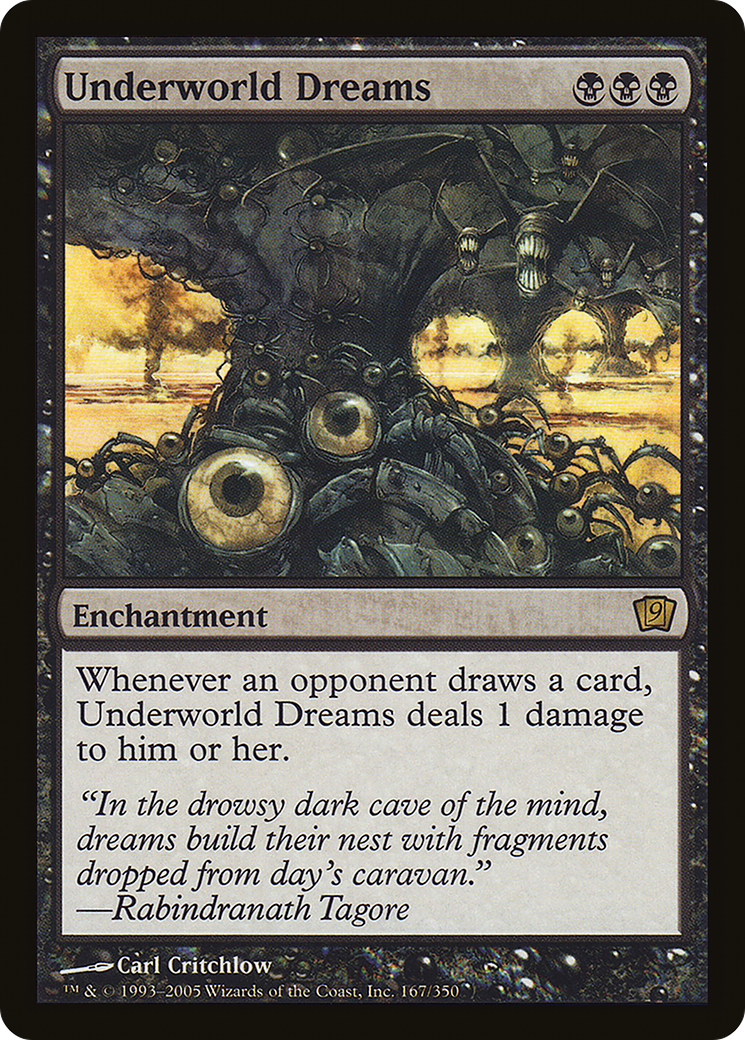 Underworld Dreams
Enchantment
9
Whenever an opponent draws a card,
Underworld Dreams deals 1 damage
to him or her.
“In the drowsy dark cave of the mind,
dreams build their nest with fragments
dropped from day’s caravan.”
—Rabindranath Tagore
Carl Critchlow
™ & © 1993–2005 Wizards of the Coast, Inc. 167/350